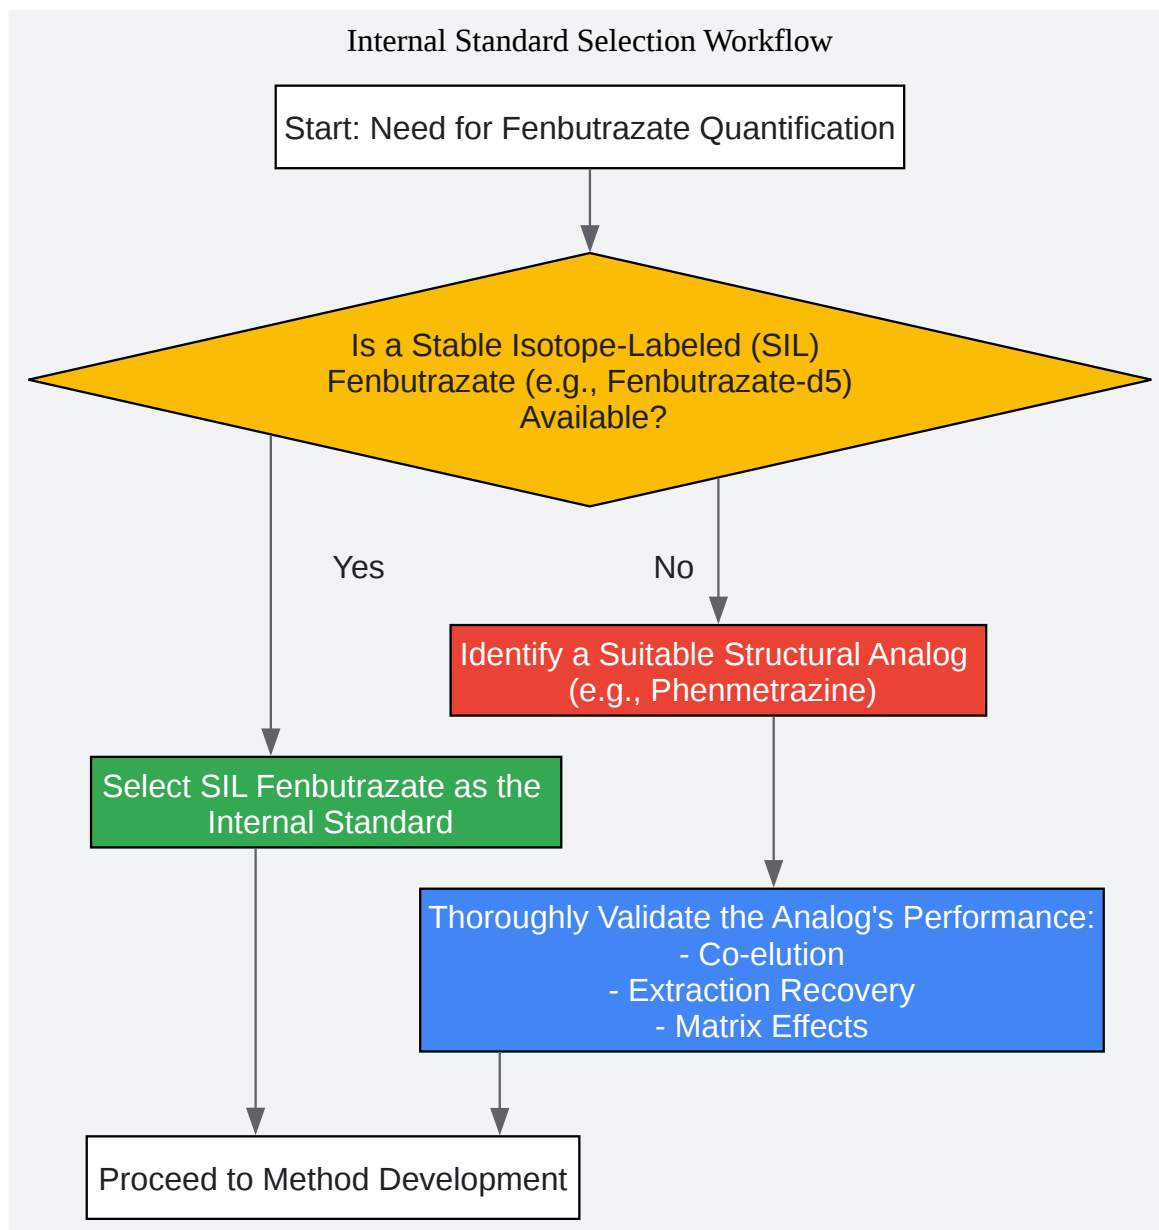 Internal Standard Selection Workflow
Start: Need for Fenbutrazate Quantification
Is a Stable Isotope-Labeled (SIL)
Fenbutrazate (e.g., Fenbutrazate-d5)
Available?
Yes
No
Identify a Suitable Structural Analog
(e.g., Phenmetrazine)
Select SIL Fenbutrazate as the
Internal Standard
Thoroughly Validate the Analog's Performance:
- Co-elution
- Extraction Recovery
- Matrix Effects
Proceed to Method Development